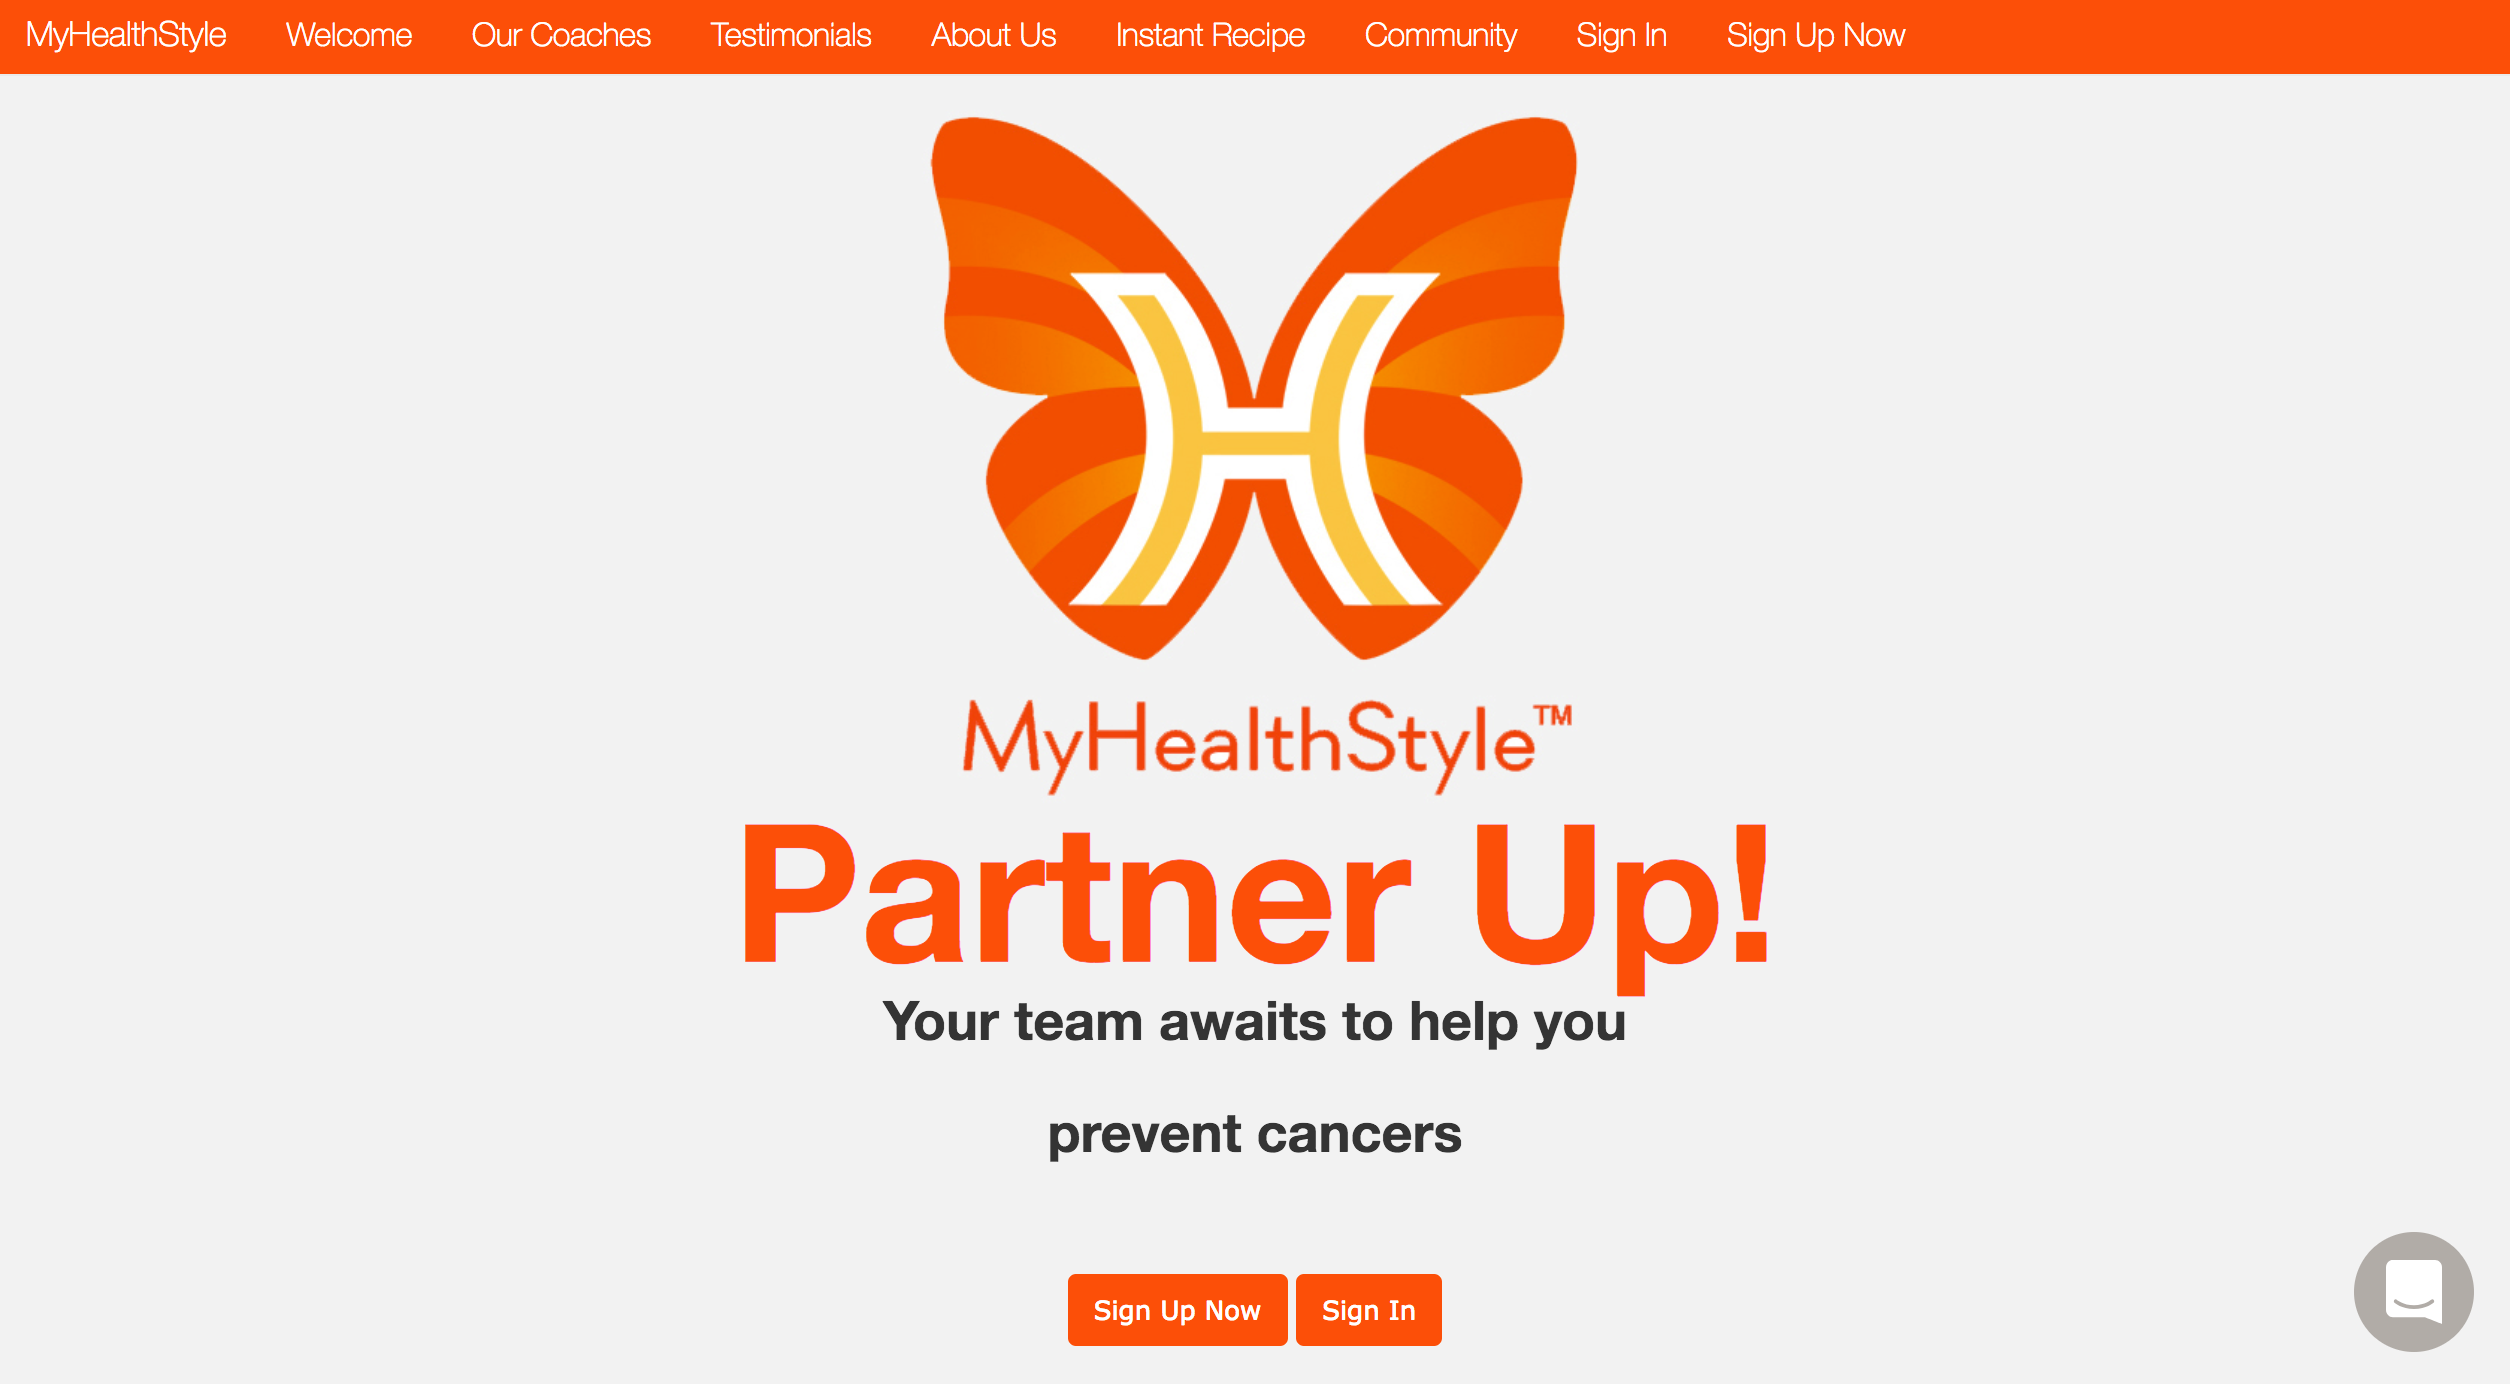 MyHealthStyle Welcome Our Coaches Testimonials About Us Instant Recipe Community Sign In Sign Up Now
H
MyHealthStyle™
Partner Up!
Your team awaits to help you
prevent cancers
Sign Up Now Sign In